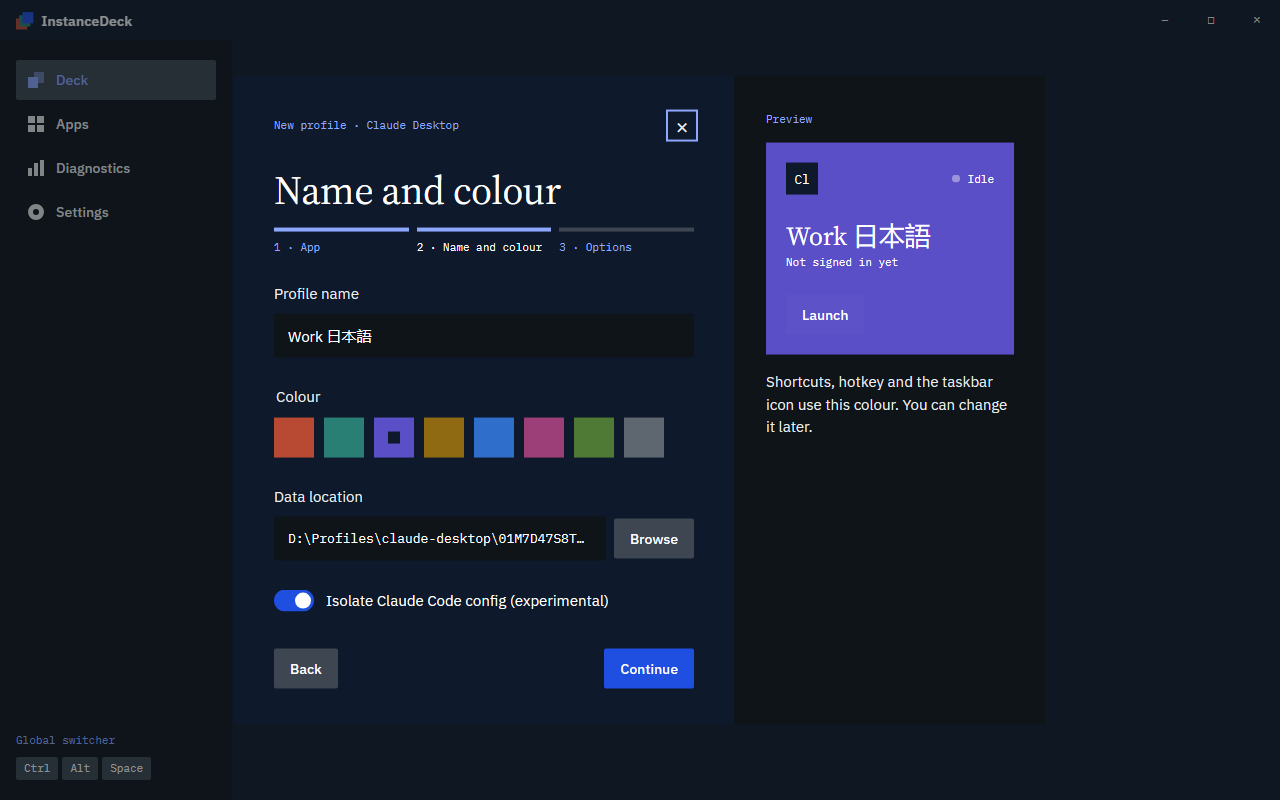 InstanceDeck
Deck
Apps
Diagnostics
Settings
Global switcher
Ctrl Alt Space
New profile · Claude Desktop
Name and colour
1 · App
2 · Name and colour
3 · Options
Profile name
Work 日本語
Colour
Data location
D:\Profiles\claude-desktop\01M7D47S8T…
Browse
Isolate Claude Code config (experimental)
Back
Continue
Preview
Cl
Idle
Work 日本語
Not signed in yet
Launch
Shortcuts, hotkey and the taskbar
icon use this colour. You can change
it later.